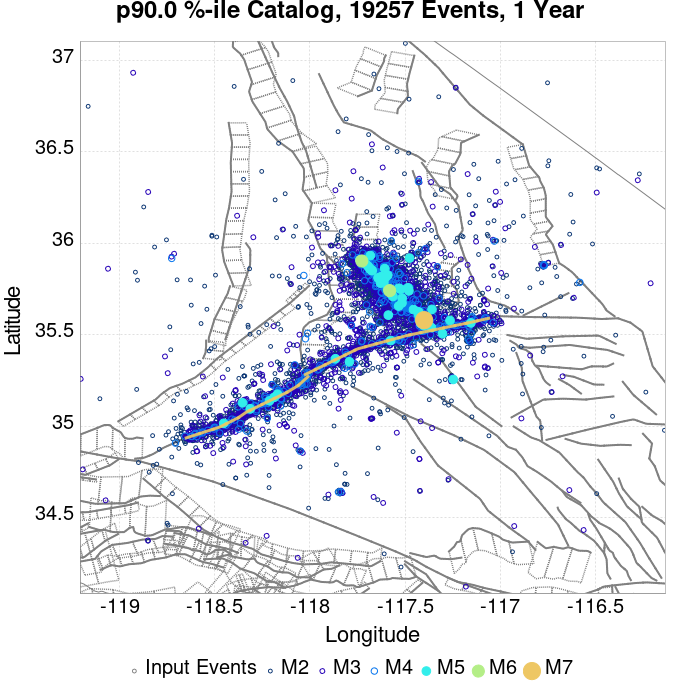 p90.0 %-ile Catalog, 19257 Events, 1 Year
37
36.5
36
35.5
35
34.5
Latitude
-119 -118.5 -118 -117.5 -117 -116.5
Longitude
Input Events M2 M3 M4 M5 M6 M7